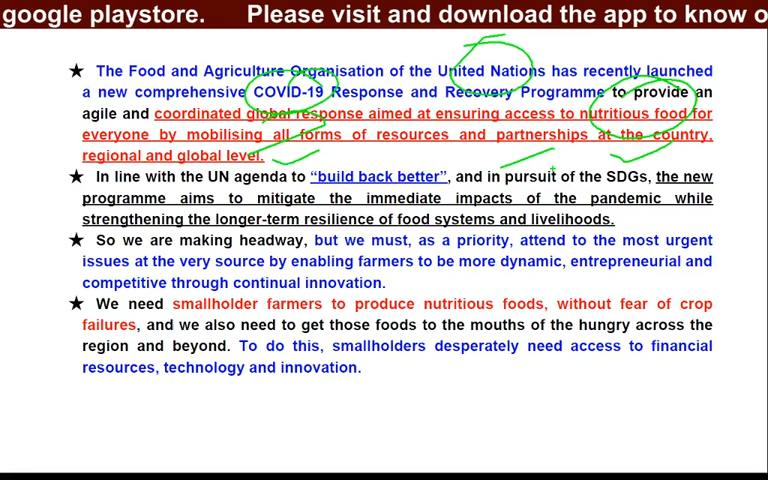 google playstore.     Please visit and download the app to know o
★ The Food and Agriculture Organisation of the United Nations has recently launched
a new comprehensive COVID-19 Response and Recovery Programme to provide an
agile and coordinated global response aimed at ensuring access to nutritious food for
everyone by mobilising all forms of resources and partnerships at the country,
regional and global level.
★ In line with the UN agenda to “build back better”, and in pursuit of the SDGs, the new
programme aims to mitigate the immediate impacts of the pandemic while
strengthening the longer-term resilience of food systems and livelihoods.
★ So we are making headway, but we must, as a priority, attend to the most urgent
issues at the very source by enabling farmers to be more dynamic, entrepreneurial and
competitive through continual innovation.
★ We need smallholder farmers to produce nutritious foods, without fear of crop
failures, and we also need to get those foods to the mouths of the hungry across the
region and beyond. To do this, smallholders desperately need access to financial
resources, technology and innovation.